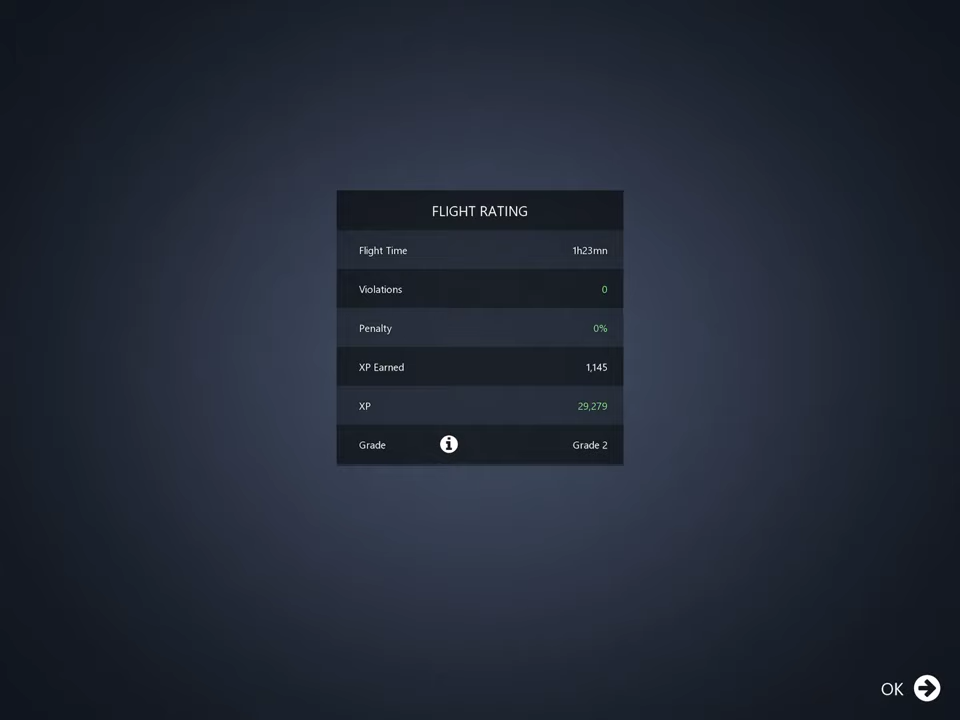 FLIGHT RATING
Flight Time 1h23mn
Violations 0
Penalty 0%
XP Earned 1,145
XP 29,279
Grade Grade 2
OK